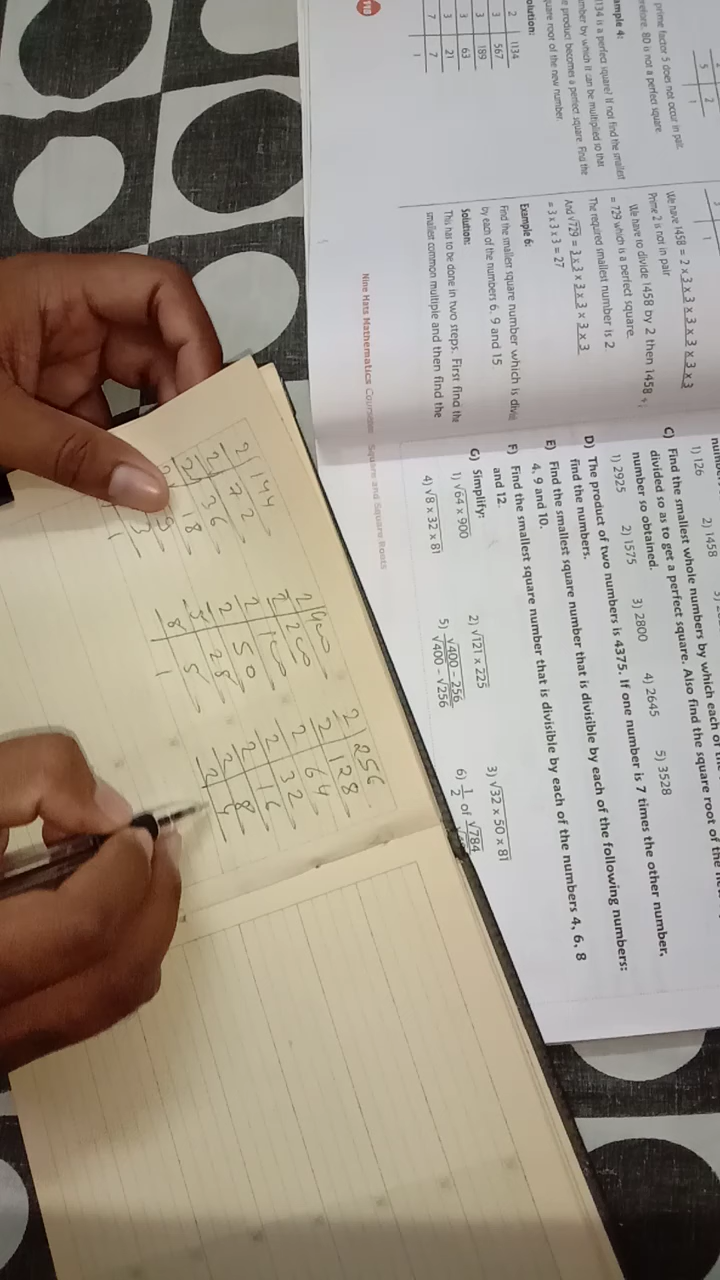 5 | 2
1
prime factor 5 does not occur in pair.
80 is not a perfect square.
1134 is a perfect square? If not find the smallest
by which it can be multiplied so that
product becomes a perfect square. Find the
root of the new number.
2 | 1134
3 | 567
3 | 189
3 | 63
3 | 21
7 | 7
1
110
1
We have 1458 = 2 x 3 x 3 x 3 x 3 x 3 x 3
Prime 2 is not in pair
We have to divide 1458 by 2 then 1458
= 729 which is a perfect square.
The required smallest number is 2.
And √729 = 3 x 3 x 3 x 3 x 3 x 3
= 3 x 3 x 3 = 27
Example 6:
Find the smallest square number which is
by each of the numbers 6, 9 and 15
Solution:
This has to be done in two steps. First find
smallest common multiple and then find the
Nine Hats Mathematics Square and Square Roots
1) 126 2) 1458
C) Find the smallest whole numbers by which each of
divided so as to get a perfect square. Also find the square root of the
number so obtained.
1) 2925 2) 1575 3) 2800 4) 2645 5) 3528
D) The product of two numbers is 4375. If one number is 7 times the other number,
find the numbers.
E) Find the smallest square number that is divisible by each of the following numbers:
4, 9 and 10.
F) Find the smallest square number that is divisible by each of the numbers 4, 6, 8
and 12.
G) Simplify:
1) √64 x 900 2) √121 x 225 3) √32 x 50 x 81
4) √8 x 32 x 81 5) √400 - 256 / √400 - √256 6) 1/2 of √784
2 | 144
2 | 72
2 | 36
2 | 18
9
3
1
2 | 400
2 | 200
2 | 100
2 | 50
5 | 25
5 | 5
1
2 | 256
2 | 128
2 | 64
2 | 32
2 | 16
2 | 8
2 | 4